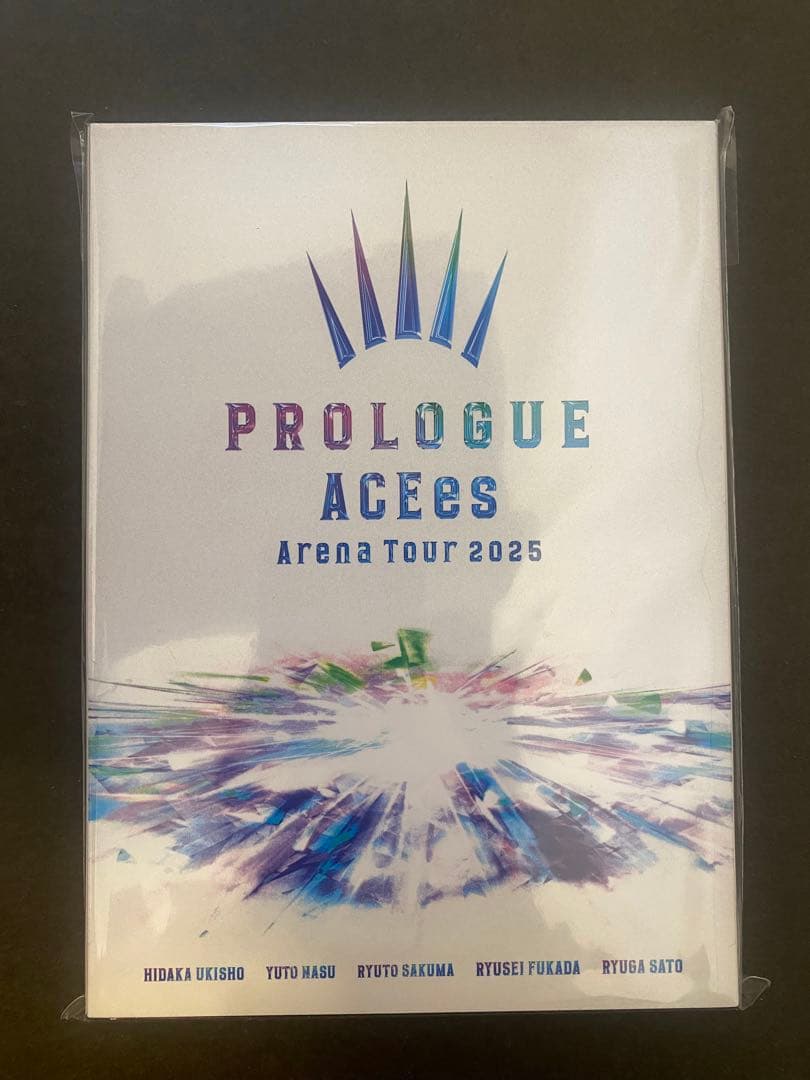 PROLOGUE
ACEes
Arena Tour 2025
HIDAKA UKISHO YUTO NASU RYUTO SAKUMA RYUSEI FUKADA RYUGA SATO